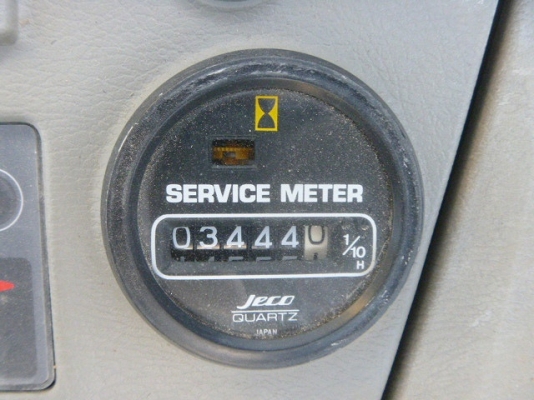 SERVICE METER
034440 1/10 H
Jeco
QUARTZ
JAPAN